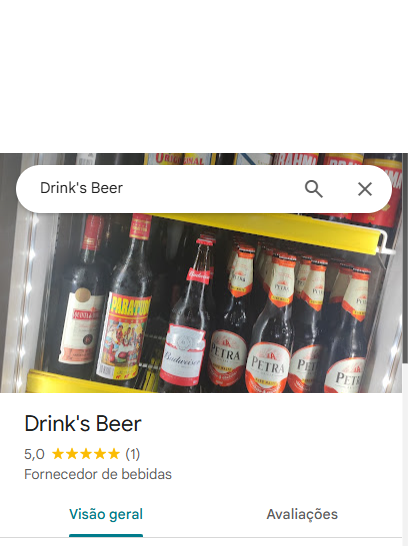 ORIGINAL
BRAHMA
Drink's Beer
PARATUDO
Budweiser
PETRA
PETRA
PETRA
Drink's Beer
5,0 ★★★★★ (1)
Fornecedor de bebidas
Visão geral
Avaliações